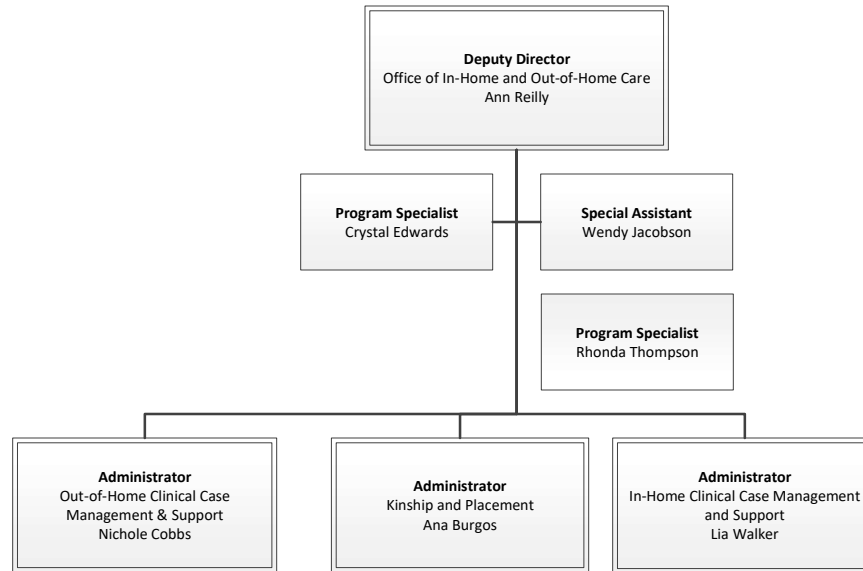 Deputy Director
Office of In-Home and Out-of-Home Care
Ann Reilly
Program Specialist
Crystal Edwards
Special Assistant
Wendy Jacobson
Program Specialist
Rhonda Thompson
Administrator
Out-of-Home Clinical Case
Management & Support
Nichole Cobbs
Administrator
Kinship and Placement
Ana Burgos
Administrator
In-Home Clinical Case Management
and Support
Lia Walker